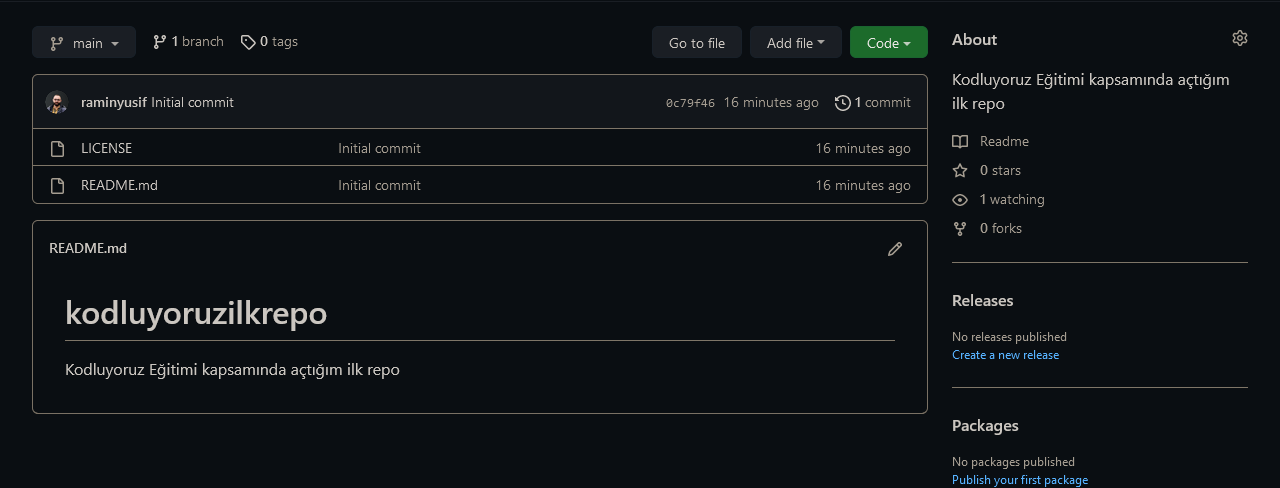 main 1 branch 0 tags Go to file Add file Code
raminyusif Initial commit 0c79f46 16 minutes ago 1 commit
LICENSE Initial commit 16 minutes ago
README.md Initial commit 16 minutes ago
README.md
kodluyoruzilkrepo
Kodluyoruz Eğitimi kapsamında açtığım ilk repo
About
Kodluyoruz Eğitimi kapsamında açtığım
ilk repo
Readme
0 stars
1 watching
0 forks
Releases
No releases published
Create a new release
Packages
No packages published
Publish your first package